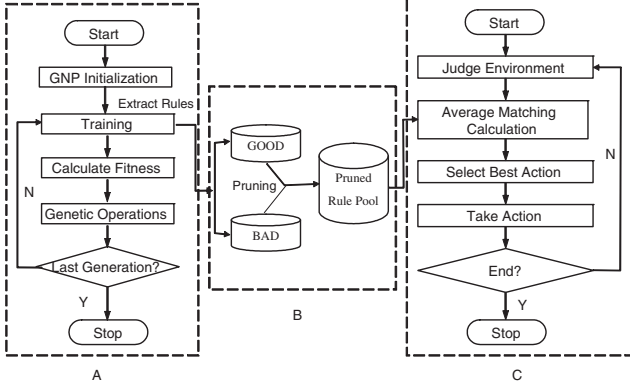 Start
GNP Initialization
Extract Rules
Training
Calculate Fitness
N
Genetic Operations
Last Generation?
Y
Stop
A
GOOD
Pruning
BAD
Pruned
Rule Pool
B
Start
Judge Environment
Average Matching
Calculation
N
Select Best Action
Take Action
End?
Y
Stop
C